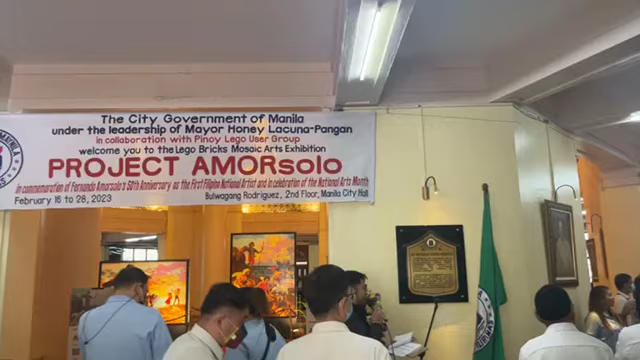 The City Government of Manila
under the leadership of Mayor Honey Lacuna-Pangan
in collaboration with Pinoy Lego User Group
welcome you to the Lego Bricks Mosaic Arts Exhibition
PROJECT AMORsolo
in commemoration of Fernando Amorsolo's 50th Anniversary as the First Filipino National Artist and in celebration of the National Arts Month
February 16 to 28, 2023
Bulwagang Rodriguez, 2nd Floor, Manila City Hall